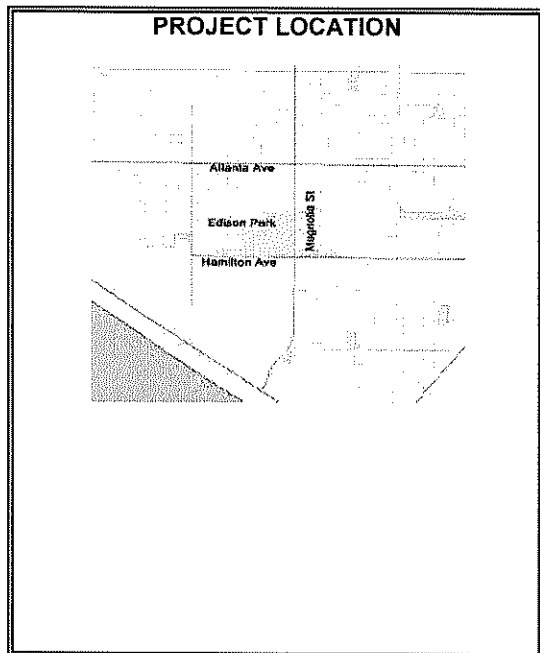 PROJECT LOCATION
Atlanta Ave
Edison Park
Magnolia St
Hamilton Ave